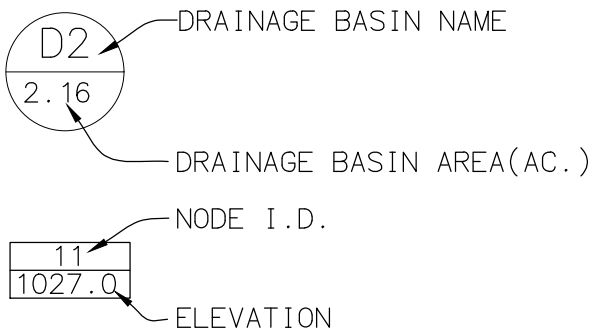 D2
DRAINAGE BASIN NAME
2.16
DRAINAGE BASIN AREA(AC.)
NODE I.D.
11
1027.0
ELEVATION